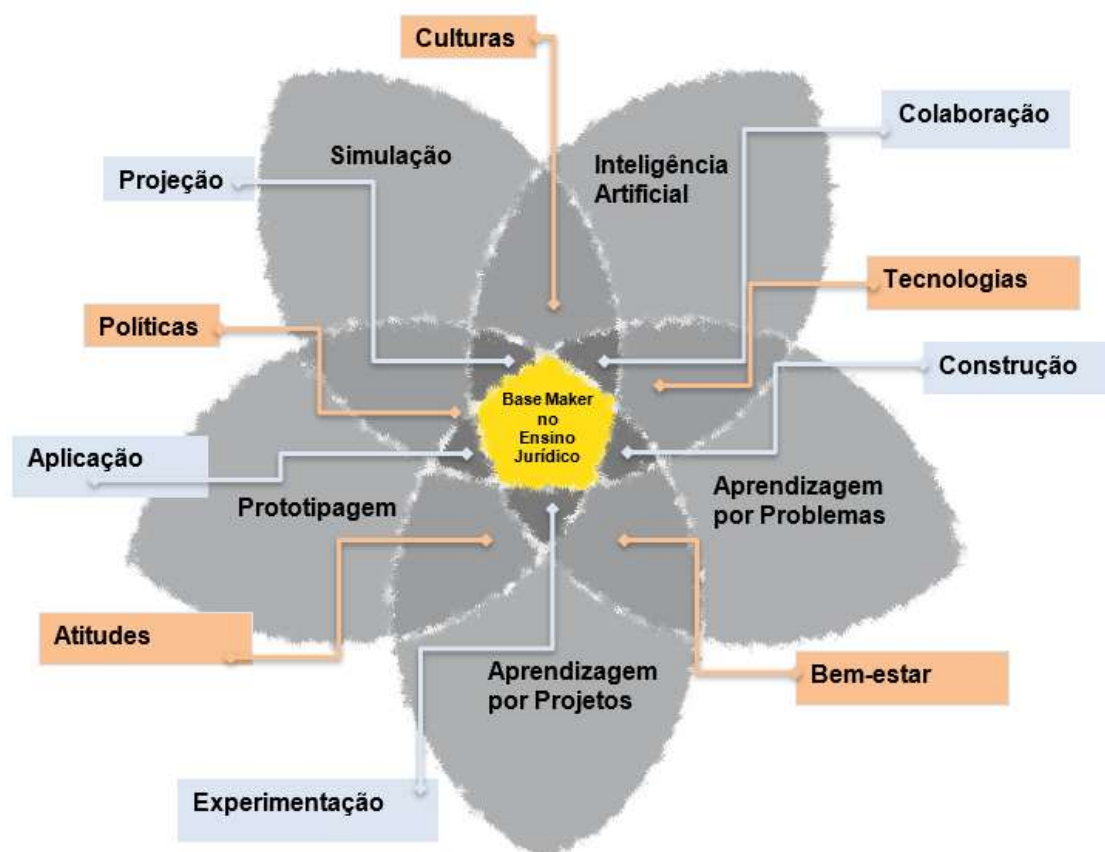 Culturas
Colaboração
Simulação
Inteligência
Artificial
Projeção
Tecnologias
Políticas
Construção
Base Maker
no
Ensino
Jurídico
Aplicação
Prototipagem
Aprendizagem
por Problemas
Atitudes
Aprendizagem
por Projetos
Bem-estar
Experimentação